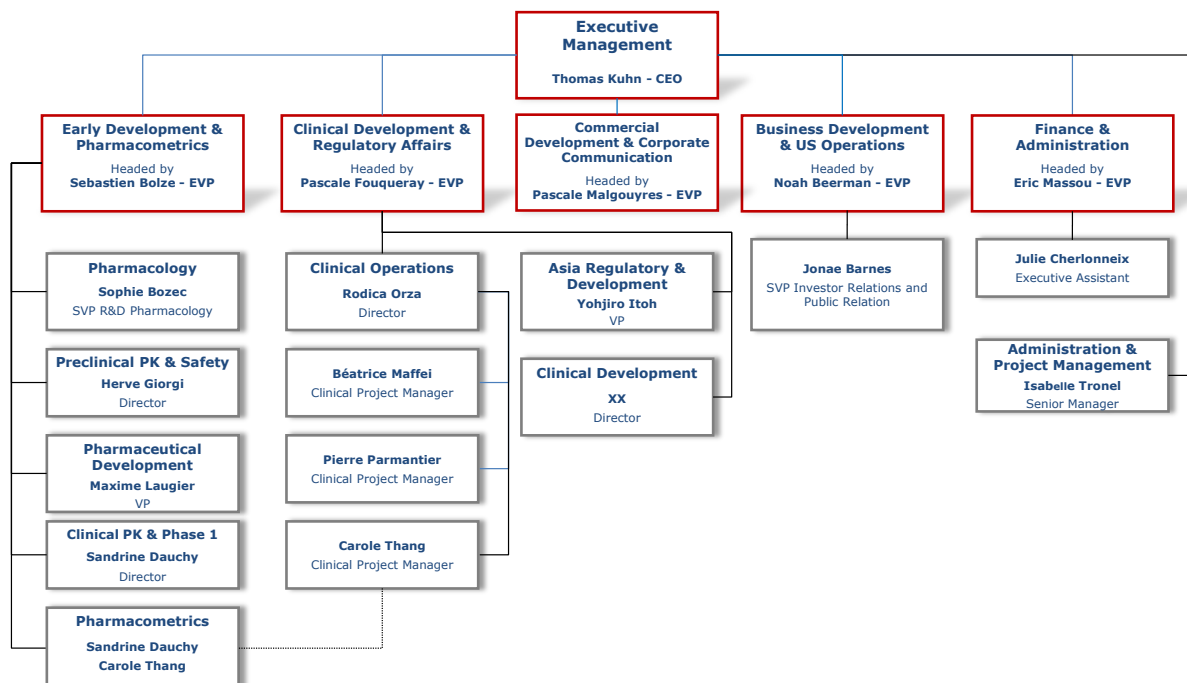 Executive
Management
Thomas Kuhn - CEO
Early Development &
Pharmacometrics
Headed by
Sebastien Bolze - EVP
Clinical Development &
Regulatory Affairs
Headed by
Pascale Fouqueray - EVP
Commercial
Development & Corporate
Communication
Headed by
Pascale Malgouyres - EVP
Business Development
& US Operations
Headed by
Noah Beerman - EVP
Finance &
Administration
Headed by
Eric Massou - EVP
Pharmacology
Sophie Bozec
SVP R&D Pharmacology
Clinical Operations
Rodica Orza
Director
Asia Regulatory &
Development
Yohjiro Itoh
VP
Jonae Barnes
SVP Investor Relations and
Public Relation
Julie Cherlonneix
Executive Assistant
Preclinical PK & Safety
Herve Giorgi
Director
Béatrice Maffei
Clinical Project Manager
Clinical Development
XX
Director
Administration &
Project Management
Isabelle Tronel
Senior Manager
Pharmaceutical
Development
Maxime Laugier
VP
Pierre Parmantier
Clinical Project Manager
Clinical PK & Phase 1
Sandrine Dauchy
Director
Carole Thang
Clinical Project Manager
Pharmacometrics
Sandrine Dauchy
Carole Thang